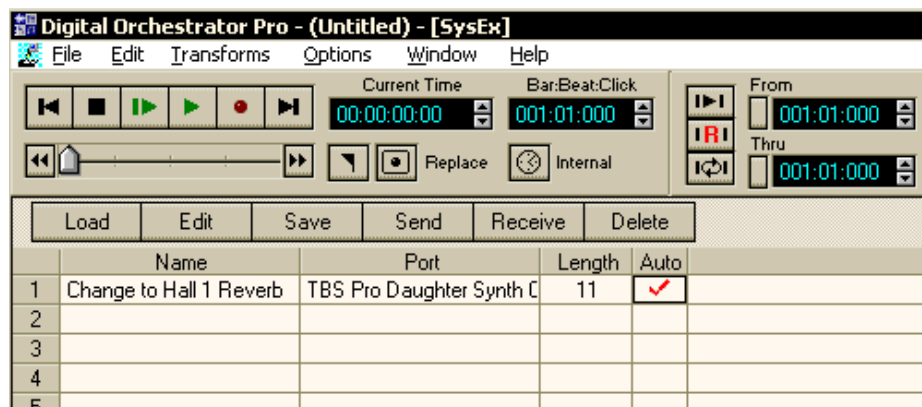 Digital Orchestrator Pro - (Untitled) - [SysEx]
File Edit Transforms Options Window Help
Current Time Bar:Beat:Click From
00:00:00:00 001:01:000 001:01:000
R
Thru
Replace Internal 001:01:000
Load Edit Save Send Receive Delete
Name Port Length Auto
1 Change to Hall 1 Reverb TBS Pro Daughter Synth 11
2
3
4
5